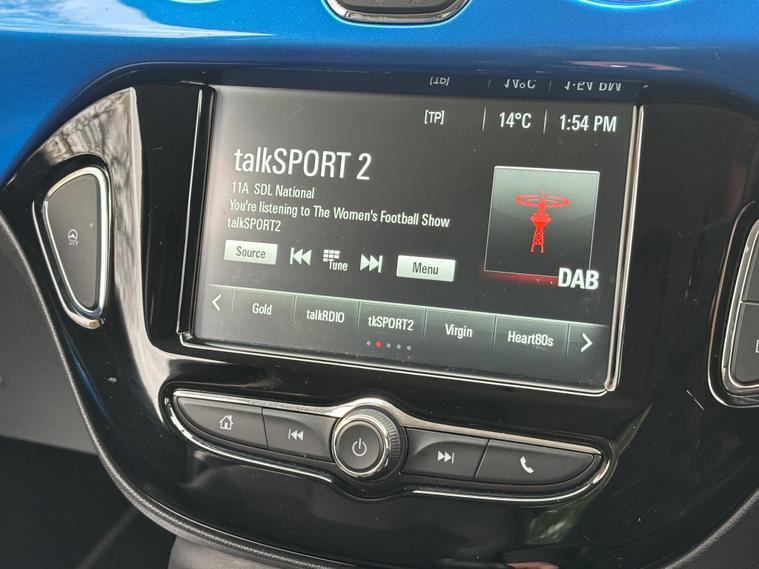 [TP] 14°C 1:54 PM
talkSPORT 2
11A SDL National
You're listening to The Women's Football Show
talkSPORT2
DAB
Source Tune Menu
Gold talkRDIO tkSPORT2 Virgin Heart80s
CITY